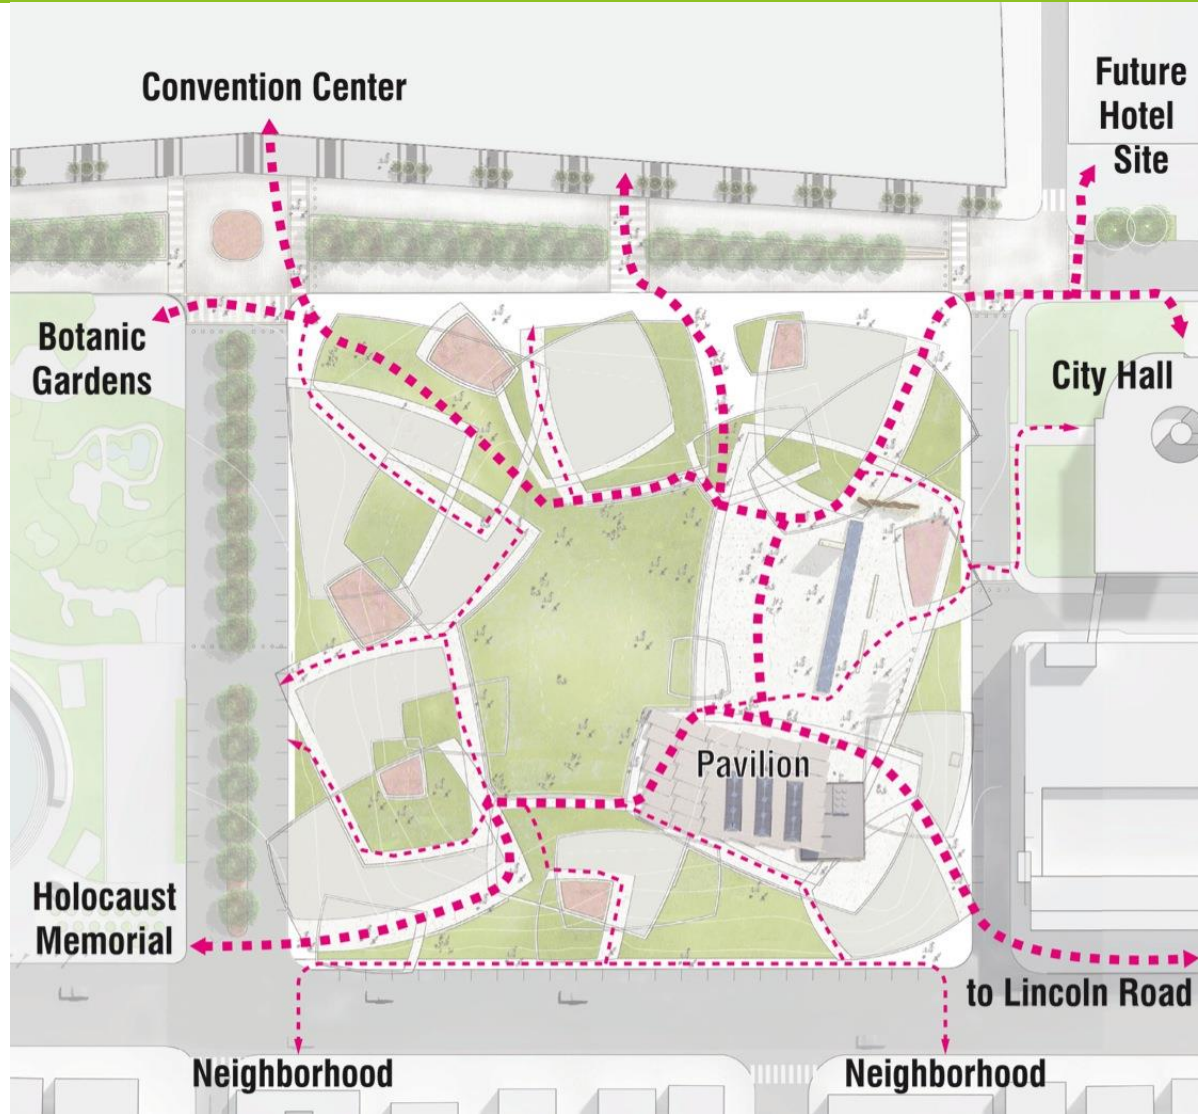 Convention Center
Future
Hotel
Site
Botanic
Gardens
City Hall
Pavilion
Holocaust
Memorial
to Lincoln Road
Neighborhood
Neighborhood